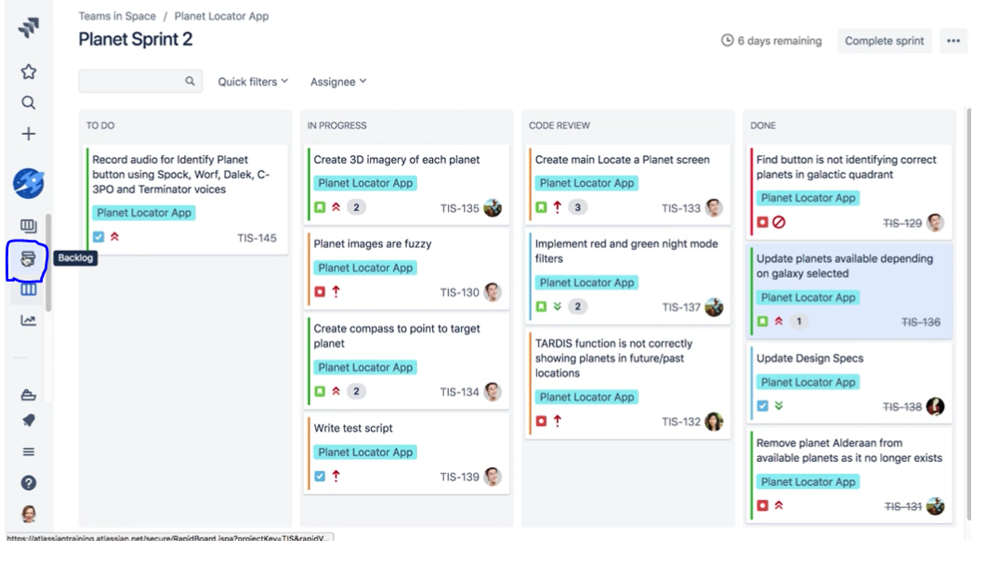 Teams in Space / Planet Locator App
Planet Sprint 2
6 days remaining
Complete sprint
Quick filters
Assignee
TO DO
Record audio for Identify Planet
button using Spock, Worf, Dalek, C-
3PO and Terminator voices
Planet Locator App
TIS-145
IN PROGRESS
Create 3D imagery of each planet
Planet Locator App
2
TIS-135
Planet images are fuzzy
Planet Locator App
TIS-130
Create compass to point to target
planet
Planet Locator App
2
TIS-134
Write test script
Planet Locator App
TIS-139
CODE REVIEW
Create main Locate a Planet screen
Planet Locator App
3
TIS-133
Implement red and green night mode
filters
Planet Locator App
2
TIS-137
TARDIS function is not correctly
showing planets in future/past
locations
Planet Locator App
TIS-132
DONE
Find button is not identifying correct
planets in galactic quadrant
Planet Locator App
TIS-129
Update planets available depending
on galaxy selected
Planet Locator App
1
TIS-136
Update Design Specs
Planet Locator App
TIS-138
Remove planet Alderaan from
available planets as it no longer exists
Planet Locator App
TIS-131
Backlog
https://atlassiantraining.atlassian.net/secure/RapidBoard.jspa?projectKey=TIS&rapidV...